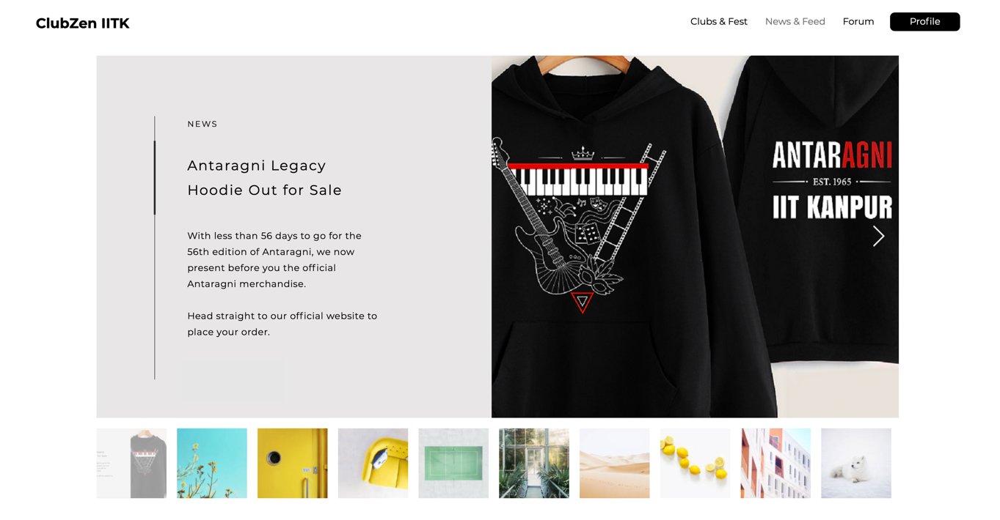 ClubZen IITK
Clubs & Fest
News & Feed
Forum
Profile
NEWS
Antaragni Legacy
Hoodie Out for Sale
With less than 56 days to go for the
56th edition of Antaragni, we now
present before you the official
Antaragni merchandise.
Head straight to our official website to
place your order.
ANTARAGNI
EST. 1965
IIT KANPUR